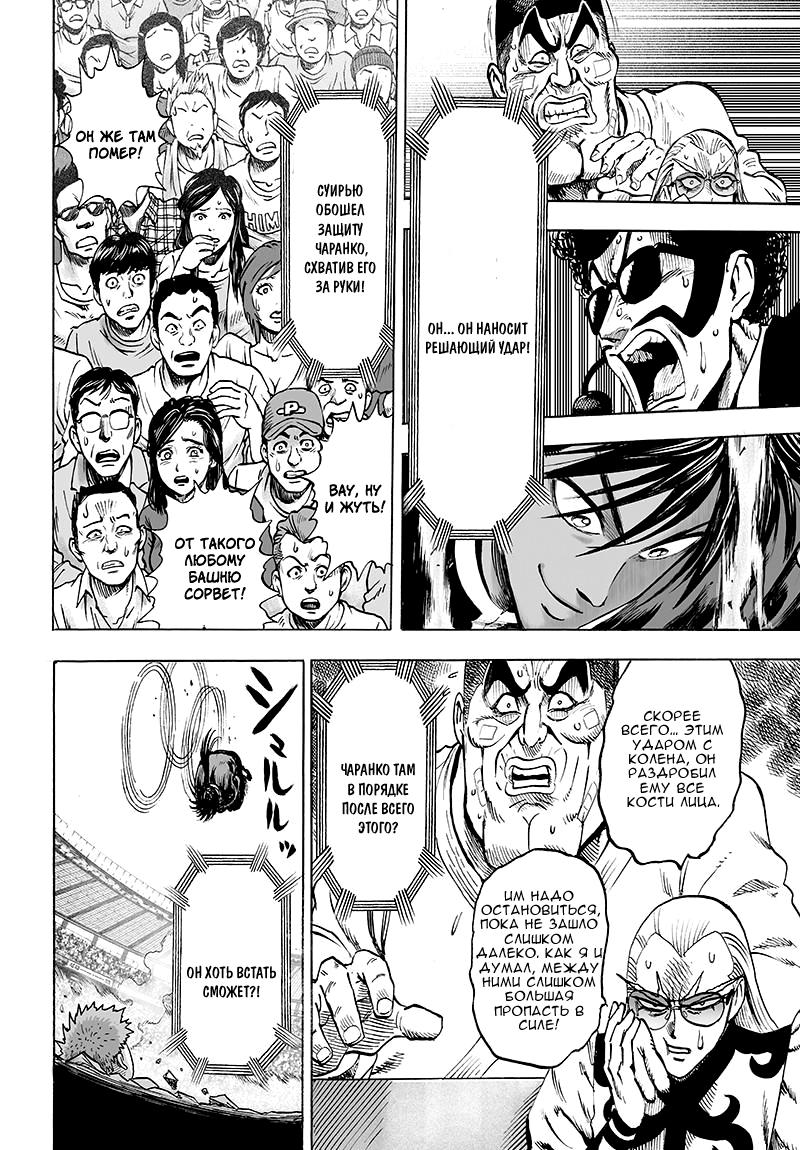 ОН... ОН НАНОСИТ
РЕШАЮЩИЙ УДАР!
СУИРЬЮ
ОБОШЕЛ
ЗАЩИТУ
ЧАРАНКО,
СХВАТИВ ЕГО
ЗА РУКИ!
ОН ЖЕ ТАМ
ПОМЕР!
ВАУ, НУ
И ЖУТЬ!
ОТ ТАКОГО
ЛЮБОМУ
БАШНЮ
СОРВЕТ!
P
HIM
СКОРЕЕ
ВСЕГО... ЭТИМ
УДАРОМ С
КОЛЕНА, ОН
РАЗДРОБИЛ
ЕМУ ВСЕ
КОСТИ ЛИЦА.
ЧАРАНКО ТАМ
В ПОРЯДКЕ
ПОСЛЕ ВСЕГО
ЭТОГО?
ИМ НАДО
ОСТАНОВИТЬСЯ,
ПОКА НЕ ЗАШЛО
СЛИШКОМ
ДАЛЕКО. КАК Я И
ДУМАЛ, МЕЖДУ
НИМИ СЛИШКОМ
БОЛЬШАЯ
ПРОПАСТЬ В
СИЛЕ!
シュルルルッ
ОН ХОТЬ ВСТАТЬ
СМОЖЕТ?!